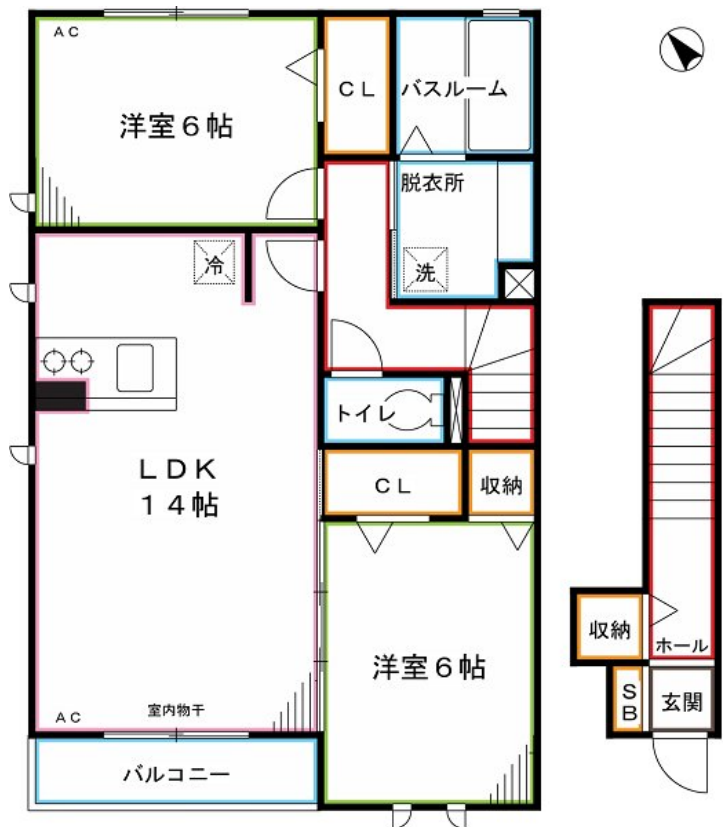 AC
洋室6帖
CL
バスルーム
脱衣所
洗
冷
トイレ
LDK
14帖
CL
収納
洋室6帖
AC
室内物干
バルコニー
収納
ホール
SB
玄関